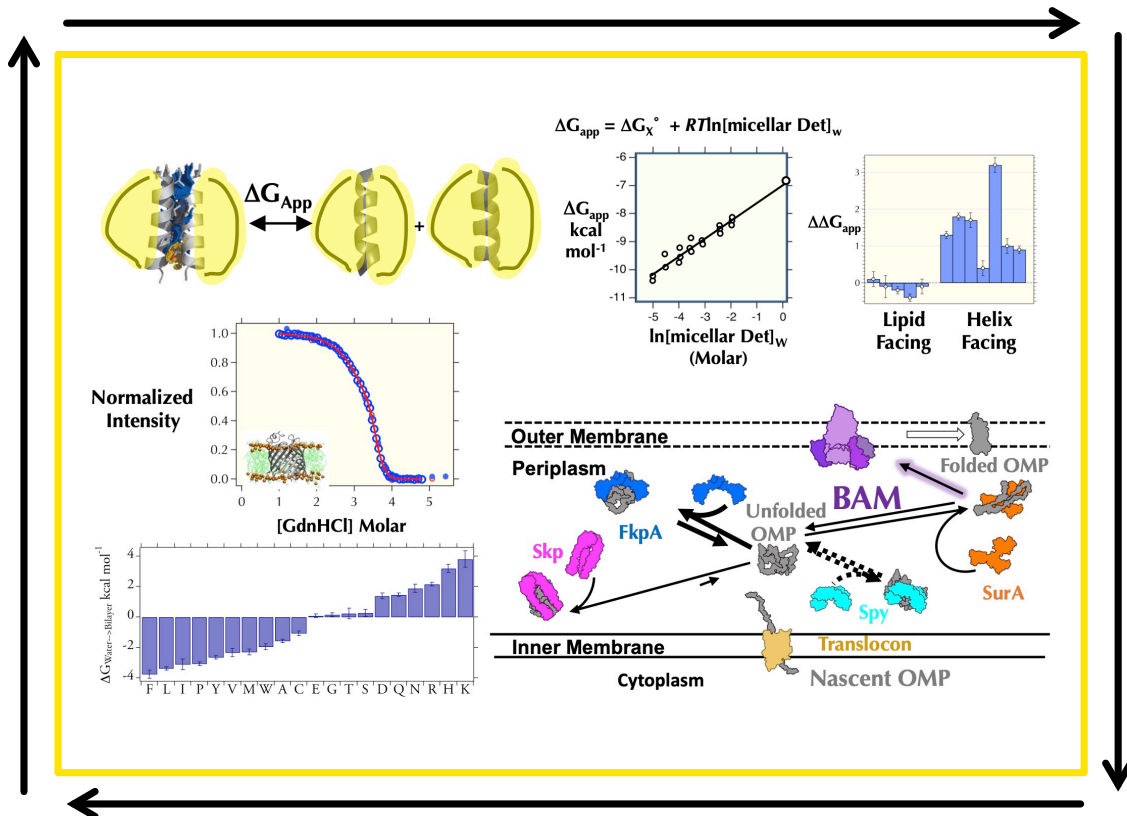 ΔGapp = ΔGX° + RTln[micellar Det]w
ΔGApp
+
ΔGapp
kcal
mol-1
-6
-7
-8
-9
-10
-11
-5 -4 -3 -2 -1 0
ln[micellar Det]W
(Molar)
ΔΔGapp
3
2
1
0
Lipid
Facing
Helix
Facing
Normalized
Intensity
1.0
0.8
0.6
0.4
0.2
0.0
0 1 2 3 4 5
[GdnHCl] Molar
ΔGWater-->Bilayer kcal mol-1
4
2
0
-2
-4
F L I P Y V M W A C E G T S D Q N R H K
Outer Membrane
Periplasm
Folded OMP
BAM
Unfolded
OMP
FkpA
Skp
SurA
Spy
Inner Membrane
Translocon
Cytoplasm
Nascent OMP